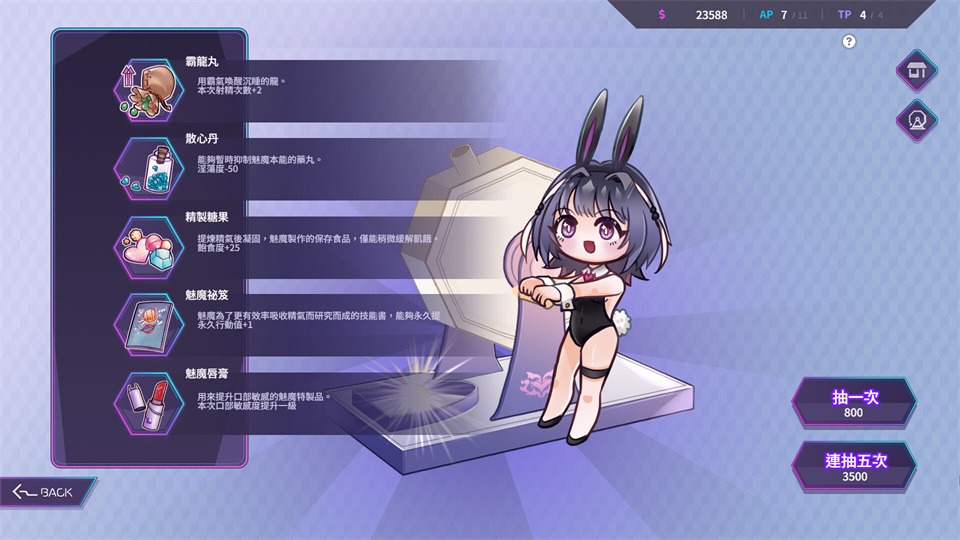 $ 23588 AP 7 / 11 TP 4 / 4
?
霸龍丸
用霸氣喚醒沉睡的龍。
本次射精次數+2
散心丹
能夠暫時抑制魅魔本能的藥丸。
淫蕩度-50
精製糖果
提煉精氣後凝固，魅魔製作的保存食品，僅能稍微緩解飢餓。
飽食度+25
魅魔祕笈
魅魔為了更有效率吸收精氣而研究而成的技能書，能夠永久提
永久行動值+1
魅魔唇膏
用來提升口部敏感的魅魔特製品。
本次口部敏感度提升一級
抽一次
800
連抽五次
3500
BACK